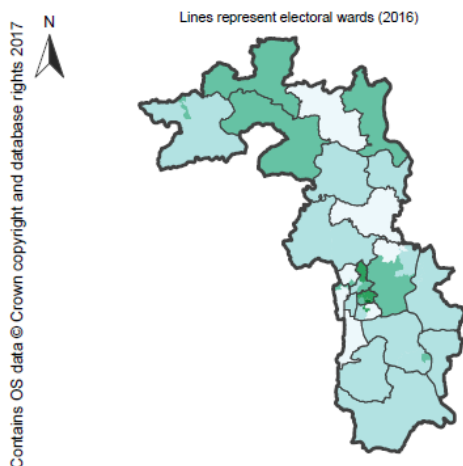 Lines represent electoral wards (2016)
N
Contains OS data © Crown copyright and database rights 2017